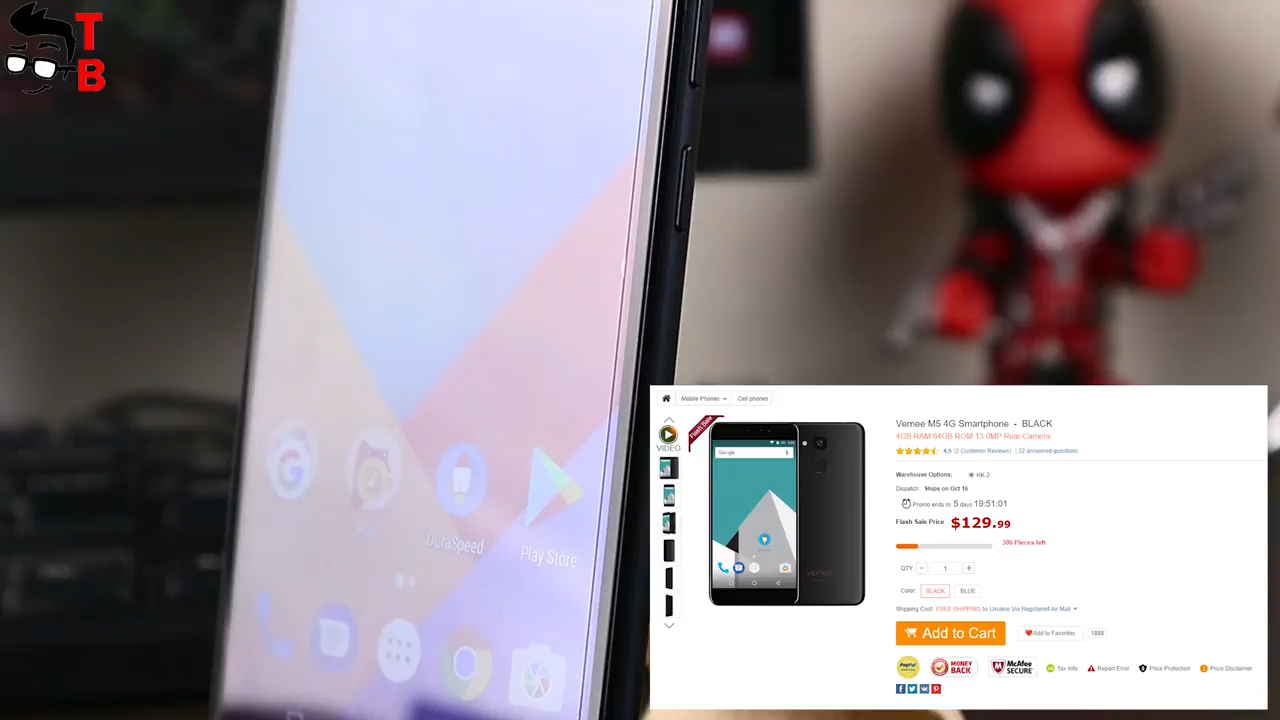 T
B
Play
DuraSpeed
Play Store
Mobile Phones
Cell phones
Flash Sale
VIDEO
Google
vernee
Vernee M5 4G Smartphone - BLACK
4GB RAM 64GB ROM 13.0MP Rear Camera
4.5 (2 Customer Reviews) | 22 answered questions
Warehouse Options: HK-2
Dispatch: Ships on Oct 16
Promo ends in: 5 days 19:51:01
Flash Sale Price $129.99
386 Pieces left
QTY: - 1 +
Color: BLACK BLUE
Shipping Cost: FREE SHIPPING to Ukraine Via Registered Air Mail
Add to Cart
Add to Favorites 1888
PayPal
MONEY BACK
McAfee SECURE
Tax Info
Report Error
Price Protection
Price Disclaimer